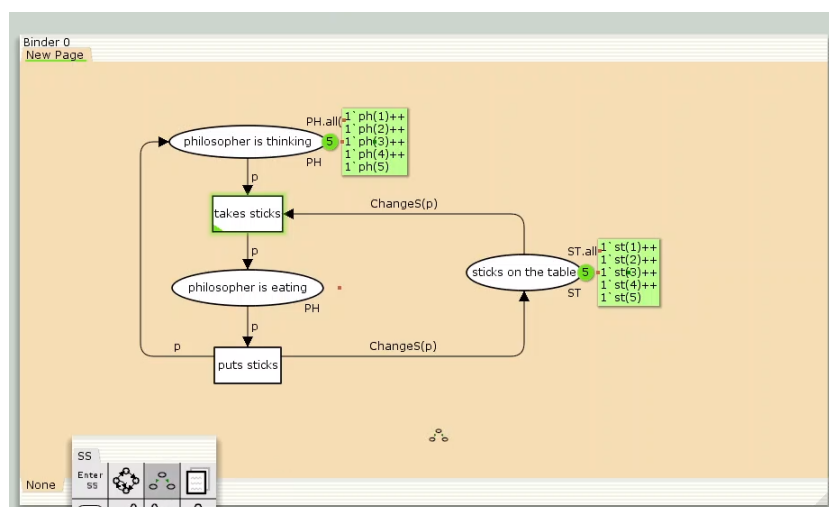 Binder 0
New Page
PH.all(
1`ph(1)++
1`ph(2)++
1`ph(3)++
1`ph(4)++
1`ph(5)
philosopher is thinking
5
PH
p
takes sticks
ChangeS(p)
p
ST.all
1`st(1)++
1`st(2)++
1`st(3)++
1`st(4)++
1`st(5)
sticks on the table
5
ST
philosopher is eating
PH
p
p
ChangeS(p)
puts sticks
SS
Enter
SS
None